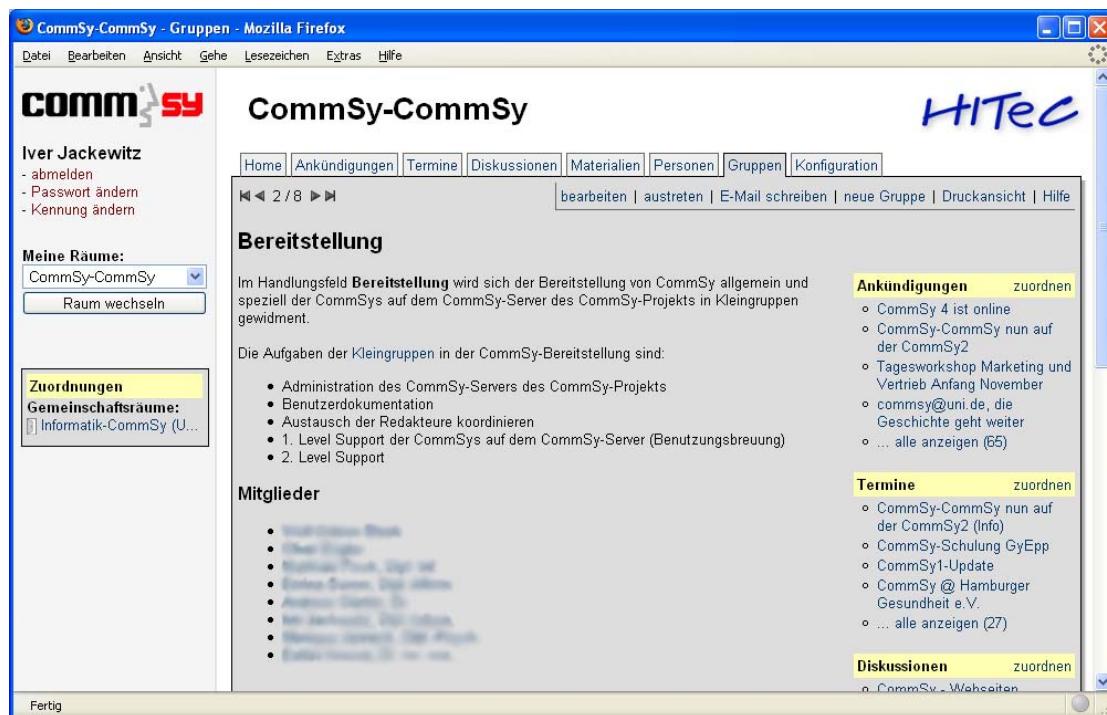 CommSy-CommSy - Gruppen - Mozilla Firefox
Datei Bearbeiten Ansicht Gehe Lesezeichen Extras Hilfe
commsy
Iver Jackewitz
- abmelden
- Passwort ändern
- Kennung ändern
Meine Räume:
CommSy-CommSy
Raum wechseln
Zuordnungen
Gemeinschaftsräume:
Informatik-CommSy (U...
CommSy-CommSy
HITeC
Home Ankündigungen Termine Diskussionen Materialien Personen Gruppen Konfiguration
2 / 8
bearbeiten | austreten | E-Mail schreiben | neue Gruppe | Druckansicht | Hilfe
Bereitstellung
Im Handlungsfeld Bereitstellung wird sich der Bereitstellung von CommSy allgemein und
speziell der CommSys auf dem CommSy-Server des CommSy-Projekts in Kleingruppen
gewidment.
Die Aufgaben der Kleingruppen in der CommSy-Bereitstellung sind:
• Administration des CommSy-Servers des CommSy-Projekts
• Benutzerdokumentation
• Austausch der Redakteure koordinieren
• 1. Level Support der CommSys auf dem CommSy-Server (Benutzungsbreuung)
• 2. Level Support
Mitglieder
Ankündigungen zuordnen
CommSy 4 ist online
CommSy-CommSy nun auf
der CommSy2
Tagesworkshop Marketing und
Vertrieb Anfang November
commsy@uni.de, die
Geschichte geht weiter
... alle anzeigen (65)
Termine zuordnen
CommSy-CommSy nun auf
der CommSy2 (Info)
CommSy-Schulung GyEpp
CommSy1-Update
CommSy @ Hamburger
Gesundheit e.V.
... alle anzeigen (27)
Diskussionen zuordnen
CommSy - Webseiten
Fertig